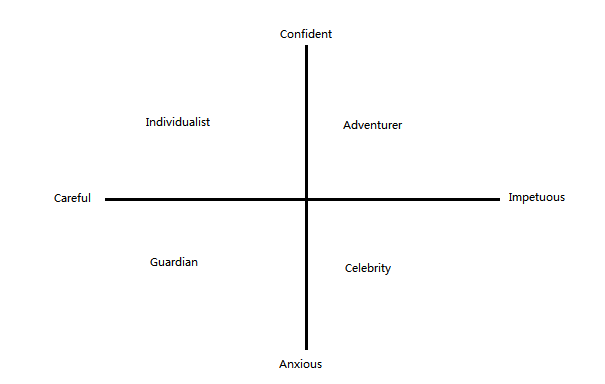 Confident
Individualist
Adventurer
Careful
Impetuous
Guardian
Celebrity
Anxious